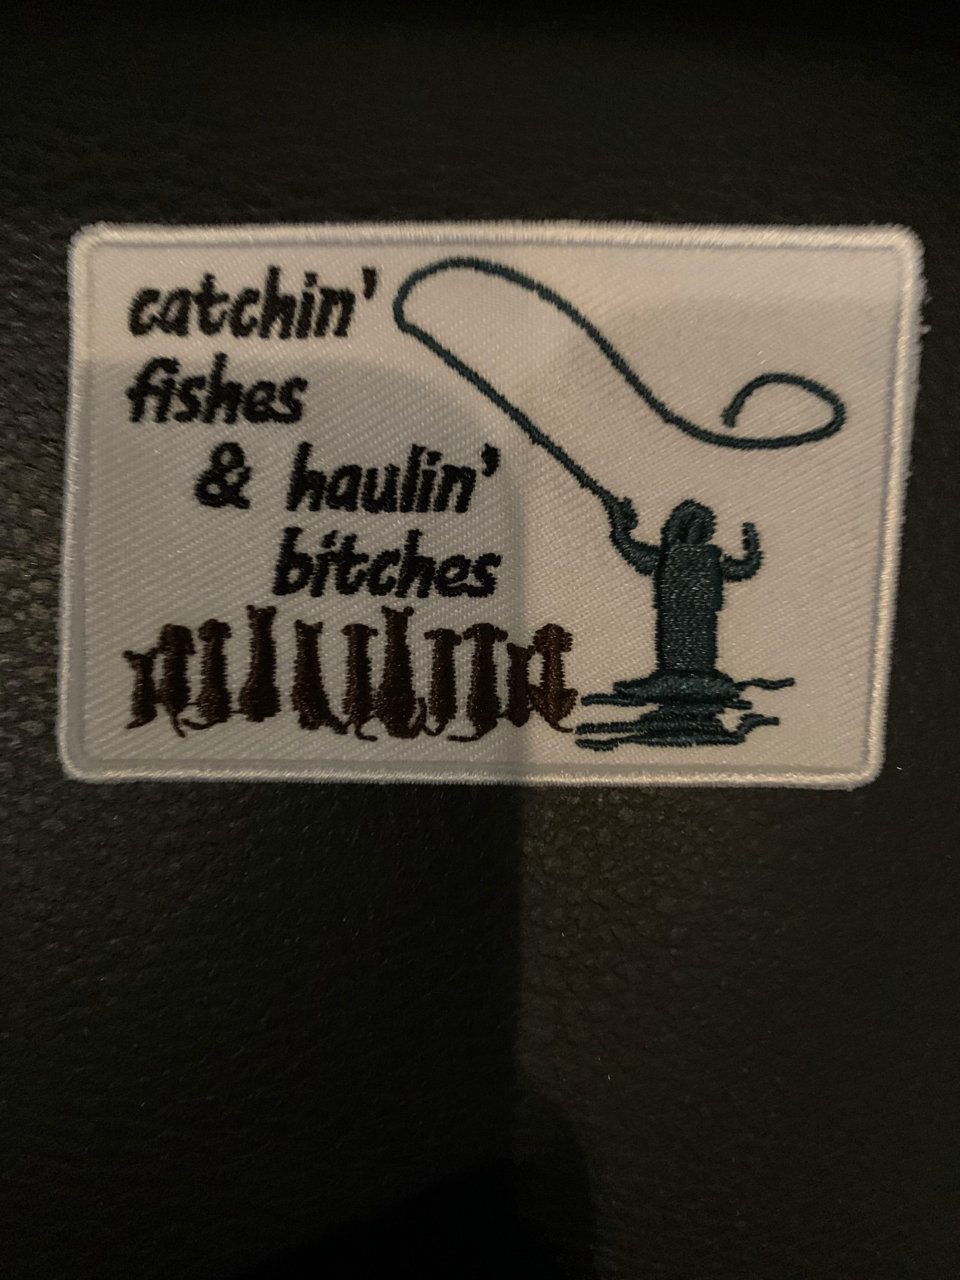 catchin'
fishes
& haulin'
bitches